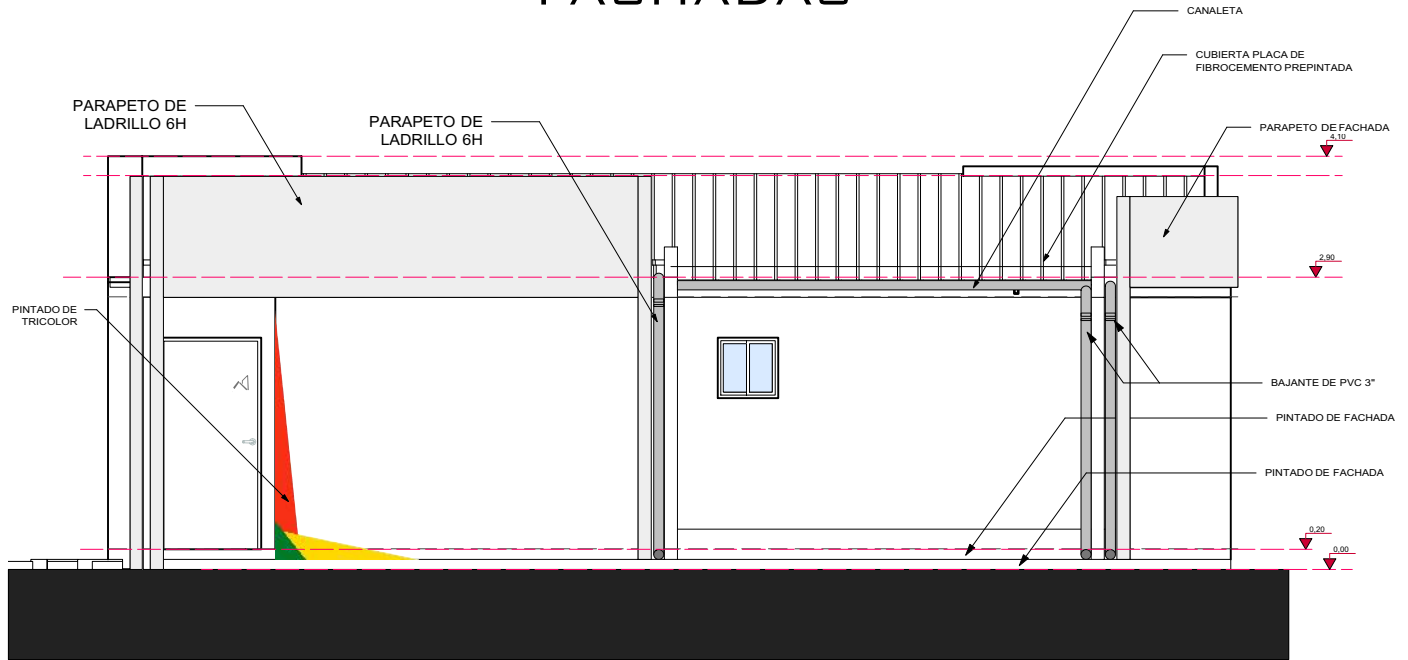 FACHADAS
CANALETA
CUBIERTA PLACA DE
FIBROCEMENTO PREPINTADA
PARAPETO DE
LADRILLO 6H
PARAPETO DE
LADRILLO 6H
PARAPETO DE FACHADA
4,10
2,90
PINTADO DE
TRICOLOR
BAJANTE DE PVC 3"
PINTADO DE FACHADA
PINTADO DE FACHADA
0,20
0,00